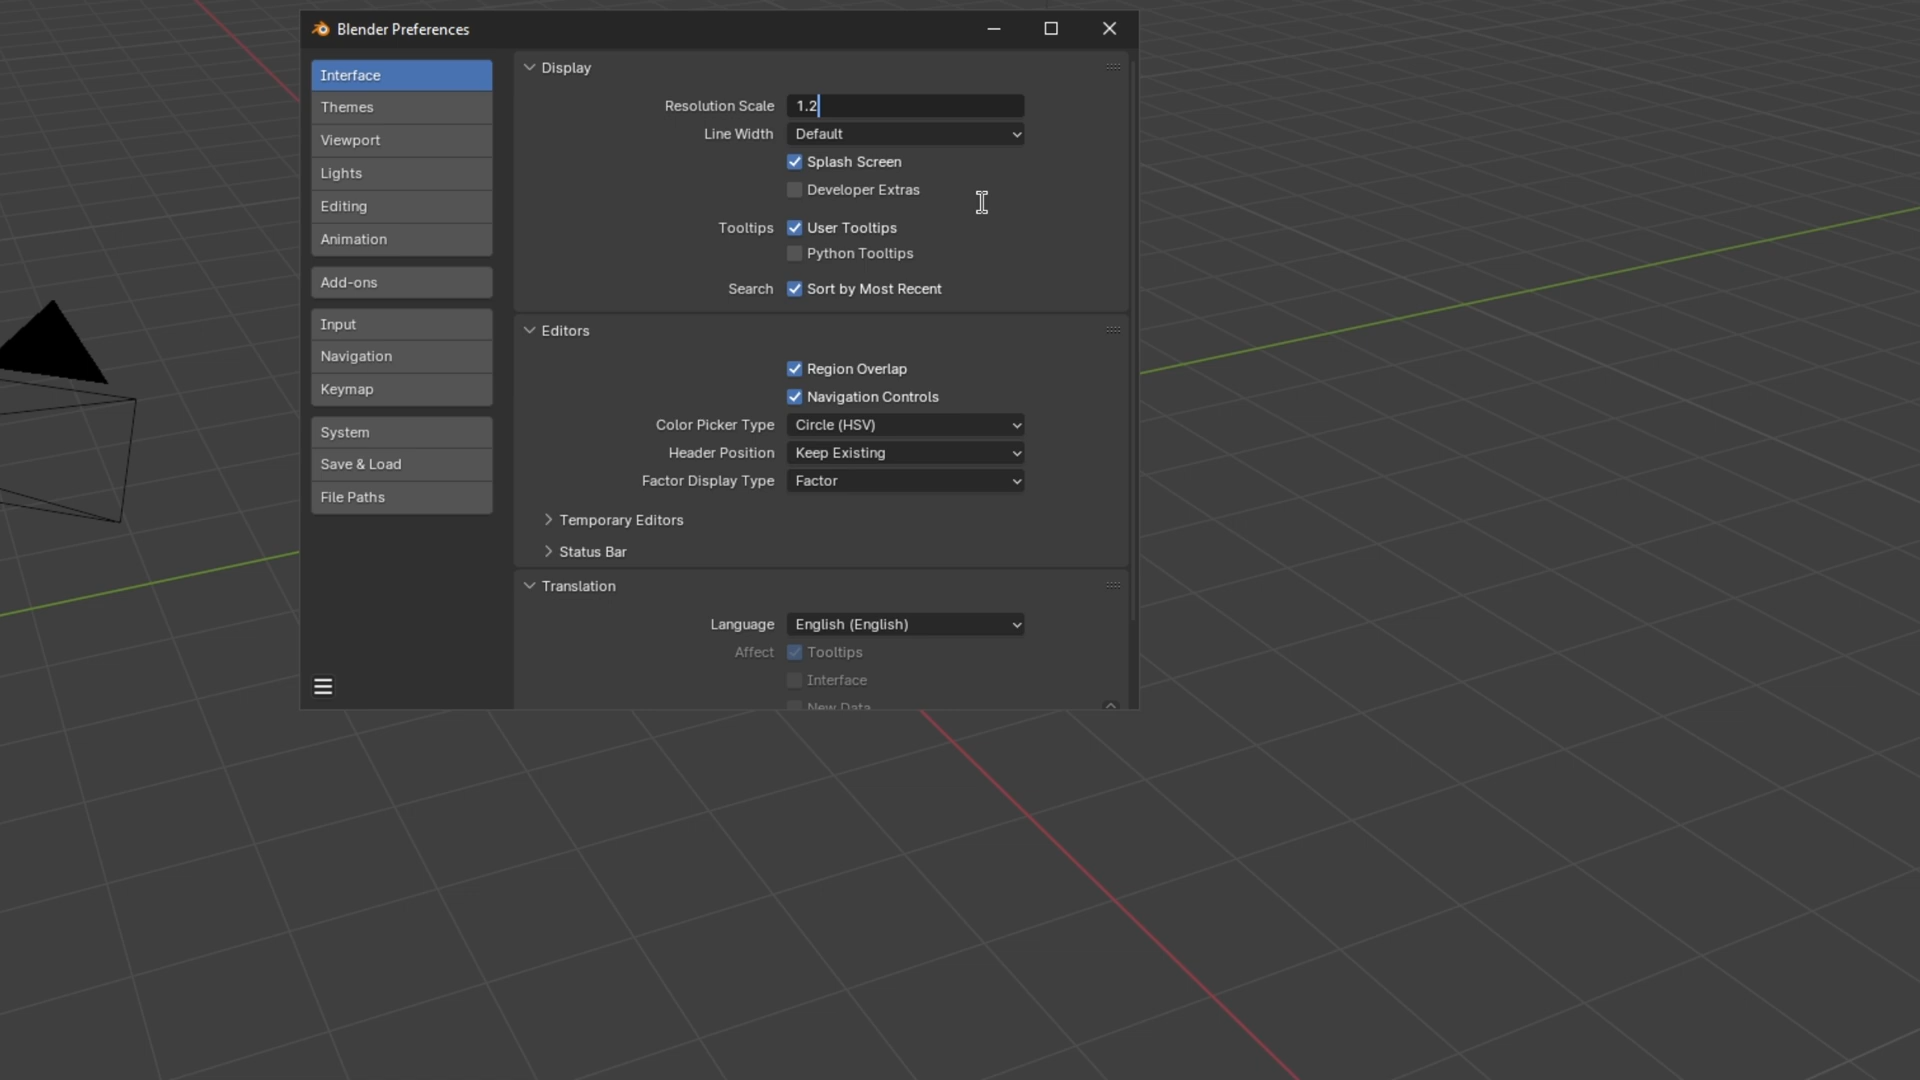 Blender Preferences
Interface
Themes
Viewport
Lights
Editing
Animation
Add-ons
Input
Navigation
Keymap
System
Save & Load
File Paths
Display
Resolution Scale 1.2
Line Width Default
Splash Screen
Developer Extras
Tooltips User Tooltips
Python Tooltips
Search Sort by Most Recent
Editors
Region Overlap
Navigation Controls
Color Picker Type Circle (HSV)
Header Position Keep Existing
Factor Display Type Factor
Temporary Editors
Status Bar
Translation
Language English (English)
Affect Tooltips
Interface
New Data